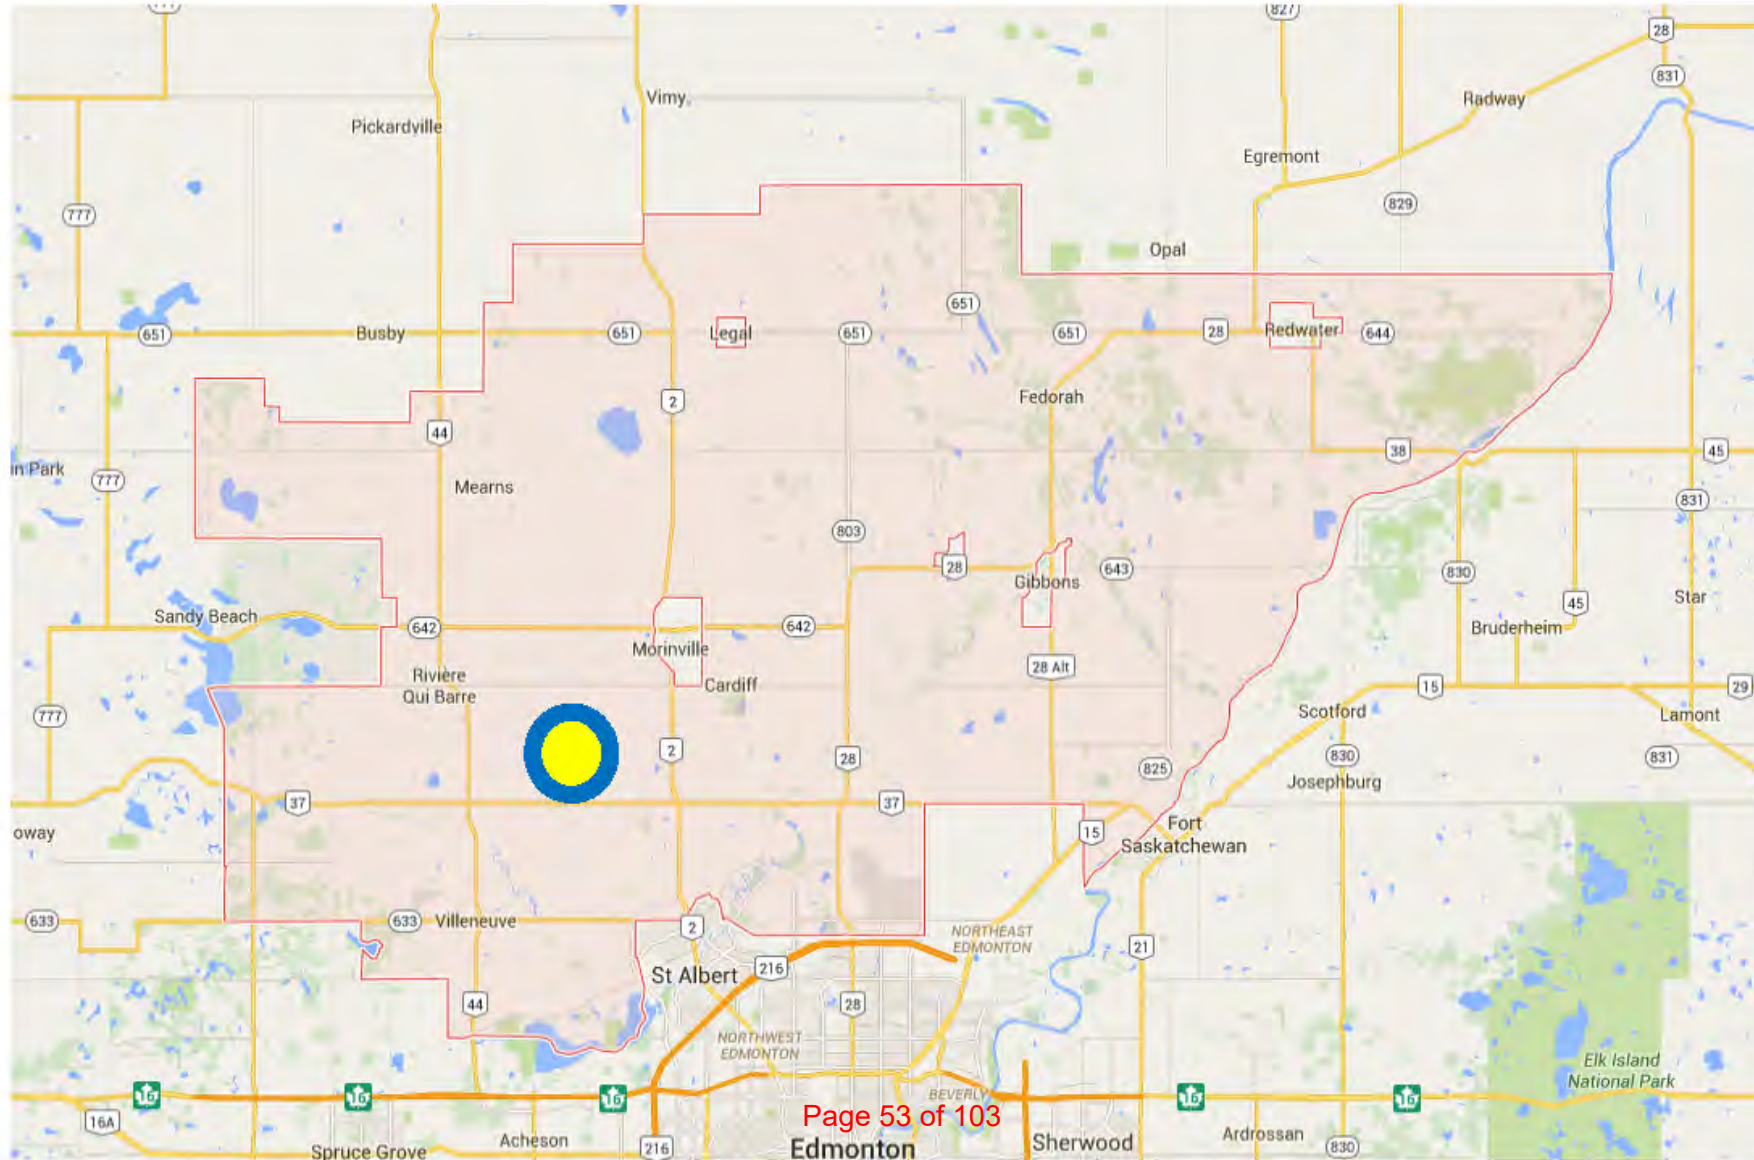 827
28
831
Vimy
Radway
Pickardville
Egremont
777
829
Opal
651
651
Busby
651
Legal
651
651
28
Redwater
644
2
Fedorah
44
38
45
in Park
777
Mearns
831
803
28
Gibbons
643
830
45
Star
Sandy Beach
642
642
Bruderheim
Morinville
28 Alt
Rivière
Qui Barre
Cardiff
15
29
777
Scotford
Lamont
2
28
825
830
831
Josephburg
37
37
oway
15
Fort
Saskatchewan
633
633
Villeneuve
2
NORTHEAST
EDMONTON
21
St Albert
216
44
28
NORTHWEST
EDMONTON
Elk Island
National Park
16
16
16
BEVERLY
16
16
Page 53 of 103
16A
Spruce Grove
Acheson
216
Edmonton
Sherwood
Ardrossan
830